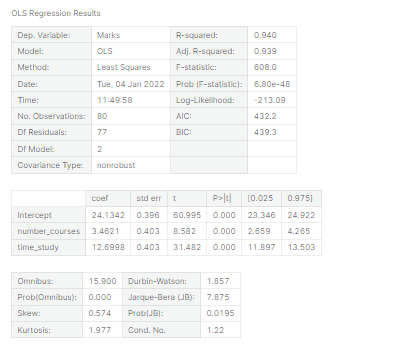 OLS Regression Results
Dep. Variable: Marks R-squared: 0.940
Model: OLS Adj. R-squared: 0.939
Method: Least Squares F-statistic: 608.0
Date: Tue, 04 Jan 2022 Prob (F-statistic): 6.80e-48
Time: 11:49:58 Log-Likelihood: -213.09
No. Observations: 80 AIC: 432.2
Df Residuals: 77 BIC: 439.3
Df Model: 2
Covariance Type: nonrobust
coef std err t P>|t| [0.025 0.975]
Intercept 24.1342 0.396 60.995 0.000 23.346 24.922
number_courses 3.4621 0.403 8.582 0.000 2.659 4.265
time_study 12.6998 0.403 31.482 0.000 11.897 13.503
Omnibus: 15.900 Durbin-Watson: 1.857
Prob(Omnibus): 0.000 Jarque-Bera (JB): 7.875
Skew: 0.574 Prob(JB): 0.0195
Kurtosis: 1.977 Cond. No. 1.22